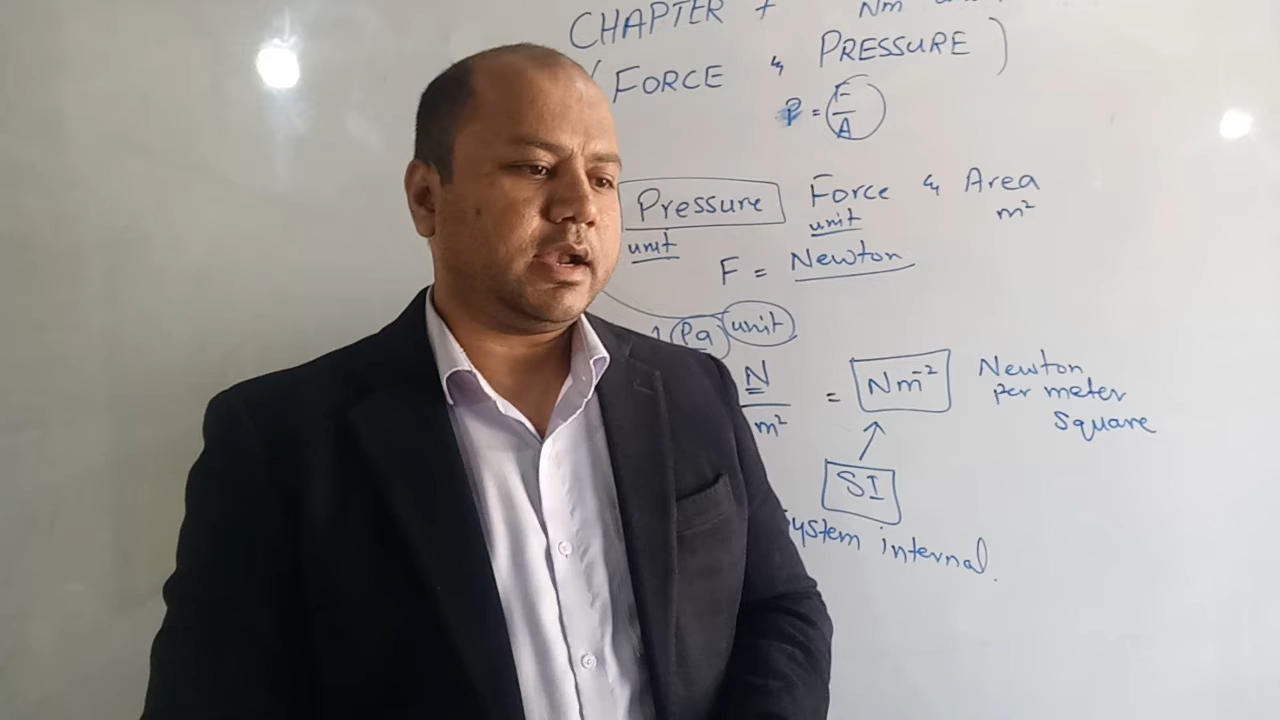 CHAPTER
Nm
(FORCE & PRESSURE)
P = F
A
Pressure Force & Area
unit unit m²
F = Newton
1 Pa unit
N = Nm⁻² Newton
m² per meter
square
SI
System internal.